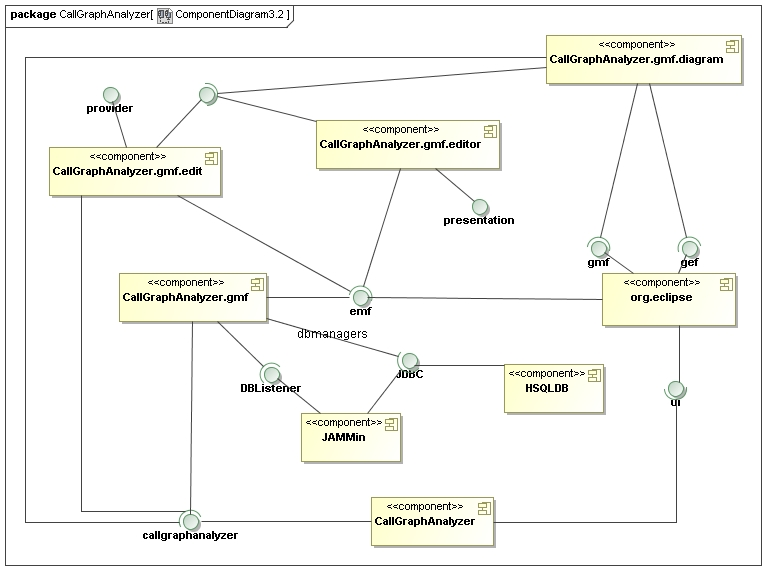 package CallGraphAnalyzer[ ComponentDiagram3.2 ]
<<component>>
CallGraphAnalyzer.gmf.diagram
provider
<<component>>
CallGraphAnalyzer.gmf.editor
<<component>>
CallGraphAnalyzer.gmf.edit
presentation
gmf
gef
<<component>>
CallGraphAnalyzer.gmf
<<component>>
org.eclipse
emf
dbmanagers
JDBC
<<component>>
HSQLDB
DBListener
ui
<<component>>
JAMMin
<<component>>
CallGraphAnalyzer
callgraphanalyzer